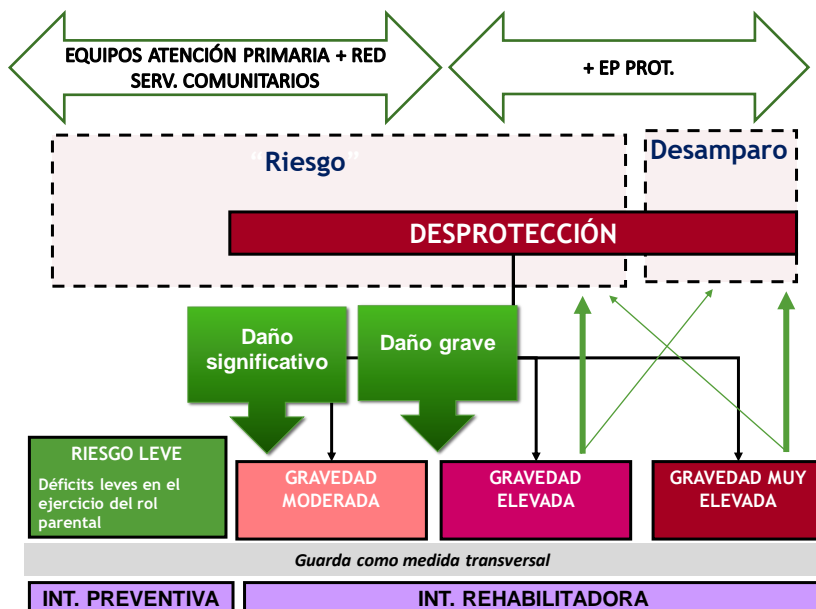 EQUIPOS ATENCIÓN PRIMARIA + RED
SERV. COMUNITARIOS
+ EP PROT.
“Riesgo”
Desamparo
DESPROTECCIÓN
Daño
significativo
Daño grave
RIESGO LEVE
Déficits leves en el
ejercicio del rol
parental
GRAVEDAD
MODERADA
GRAVEDAD
ELEVADA
GRAVEDAD MUY
ELEVADA
Guarda como medida transversal
INT. PREVENTIVA
INT. REHABILITADORA